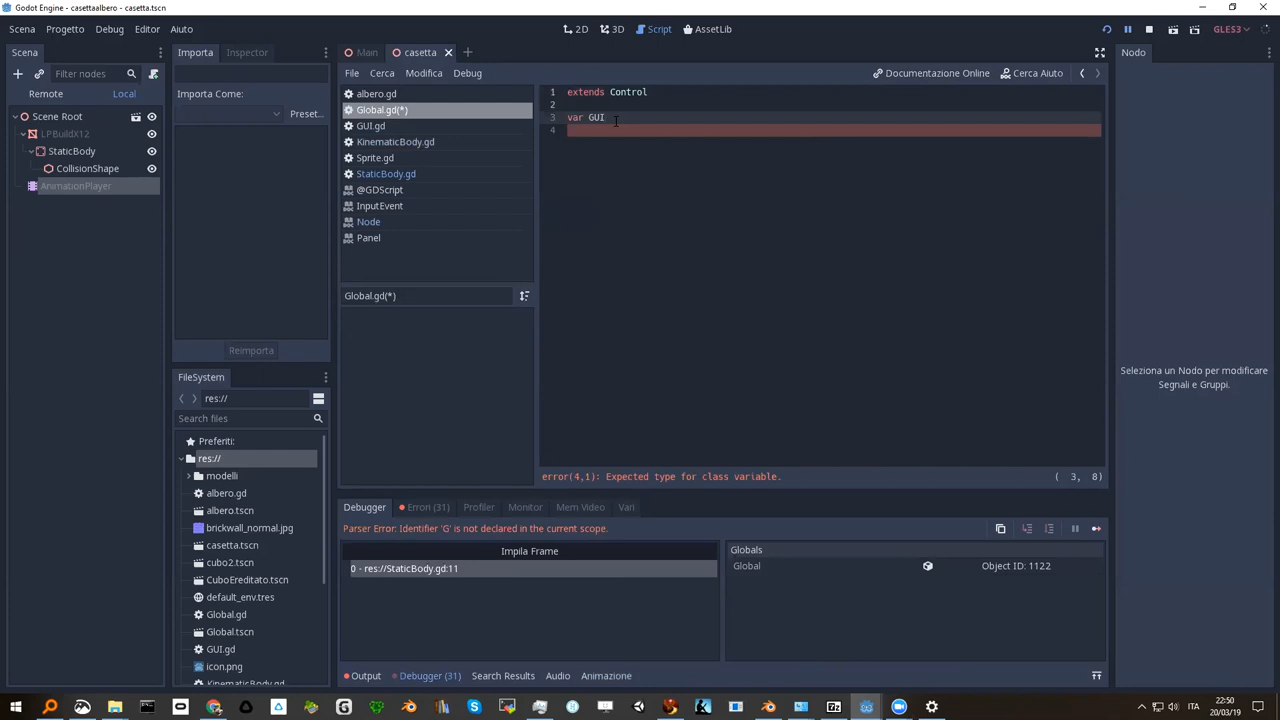 Godot Engine - casettaalbero - casetta.tscn
Scena Progetto Debug Editor Aiuto 2D 3D Script AssetLib GLES3
Scena Importa Inspector Main casetta Nodo
Filter nodes File Cerca Modifica Debug Documentazione Online Cerca Aiuto
Remote Local
Importa Come:
Preset...
Reimporta
Scene Root
LPBuildX12
StaticBody
CollisionShape
AnimationPlayer
albero.gd
Global.gd(*)
GUI.gd
KinematicBody.gd
Sprite.gd
StaticBody.gd
@GDScript
InputEvent
Node
Panel
Global.gd(*)
1 extends Control
2
3 var GUI
4
error(4,1): Expected type for class variable. ( 3, 8)
Seleziona un Nodo per modificare
Segnali e Gruppi.
FileSystem
res://
Search files
Preferiti:
res://
modelli
albero.gd
albero.tscn
brickwall_normal.jpg
casetta.tscn
cubo2.tscn
CuboEreditato.tscn
default_env.tres
Global.gd
Global.tscn
GUI.gd
icon.png
KinematicBody.gd
Debugger Errori (31) Profiler Monitor Mem Video Vari
Parser Error: Identifier 'G' is not declared in the current scope.
Impila Frame
0 - res://StaticBody.gd:11
Globals
Global Object ID: 1122
Output Debugger (31) Search Results Audio Animazione
ITA
22:50
20/03/19